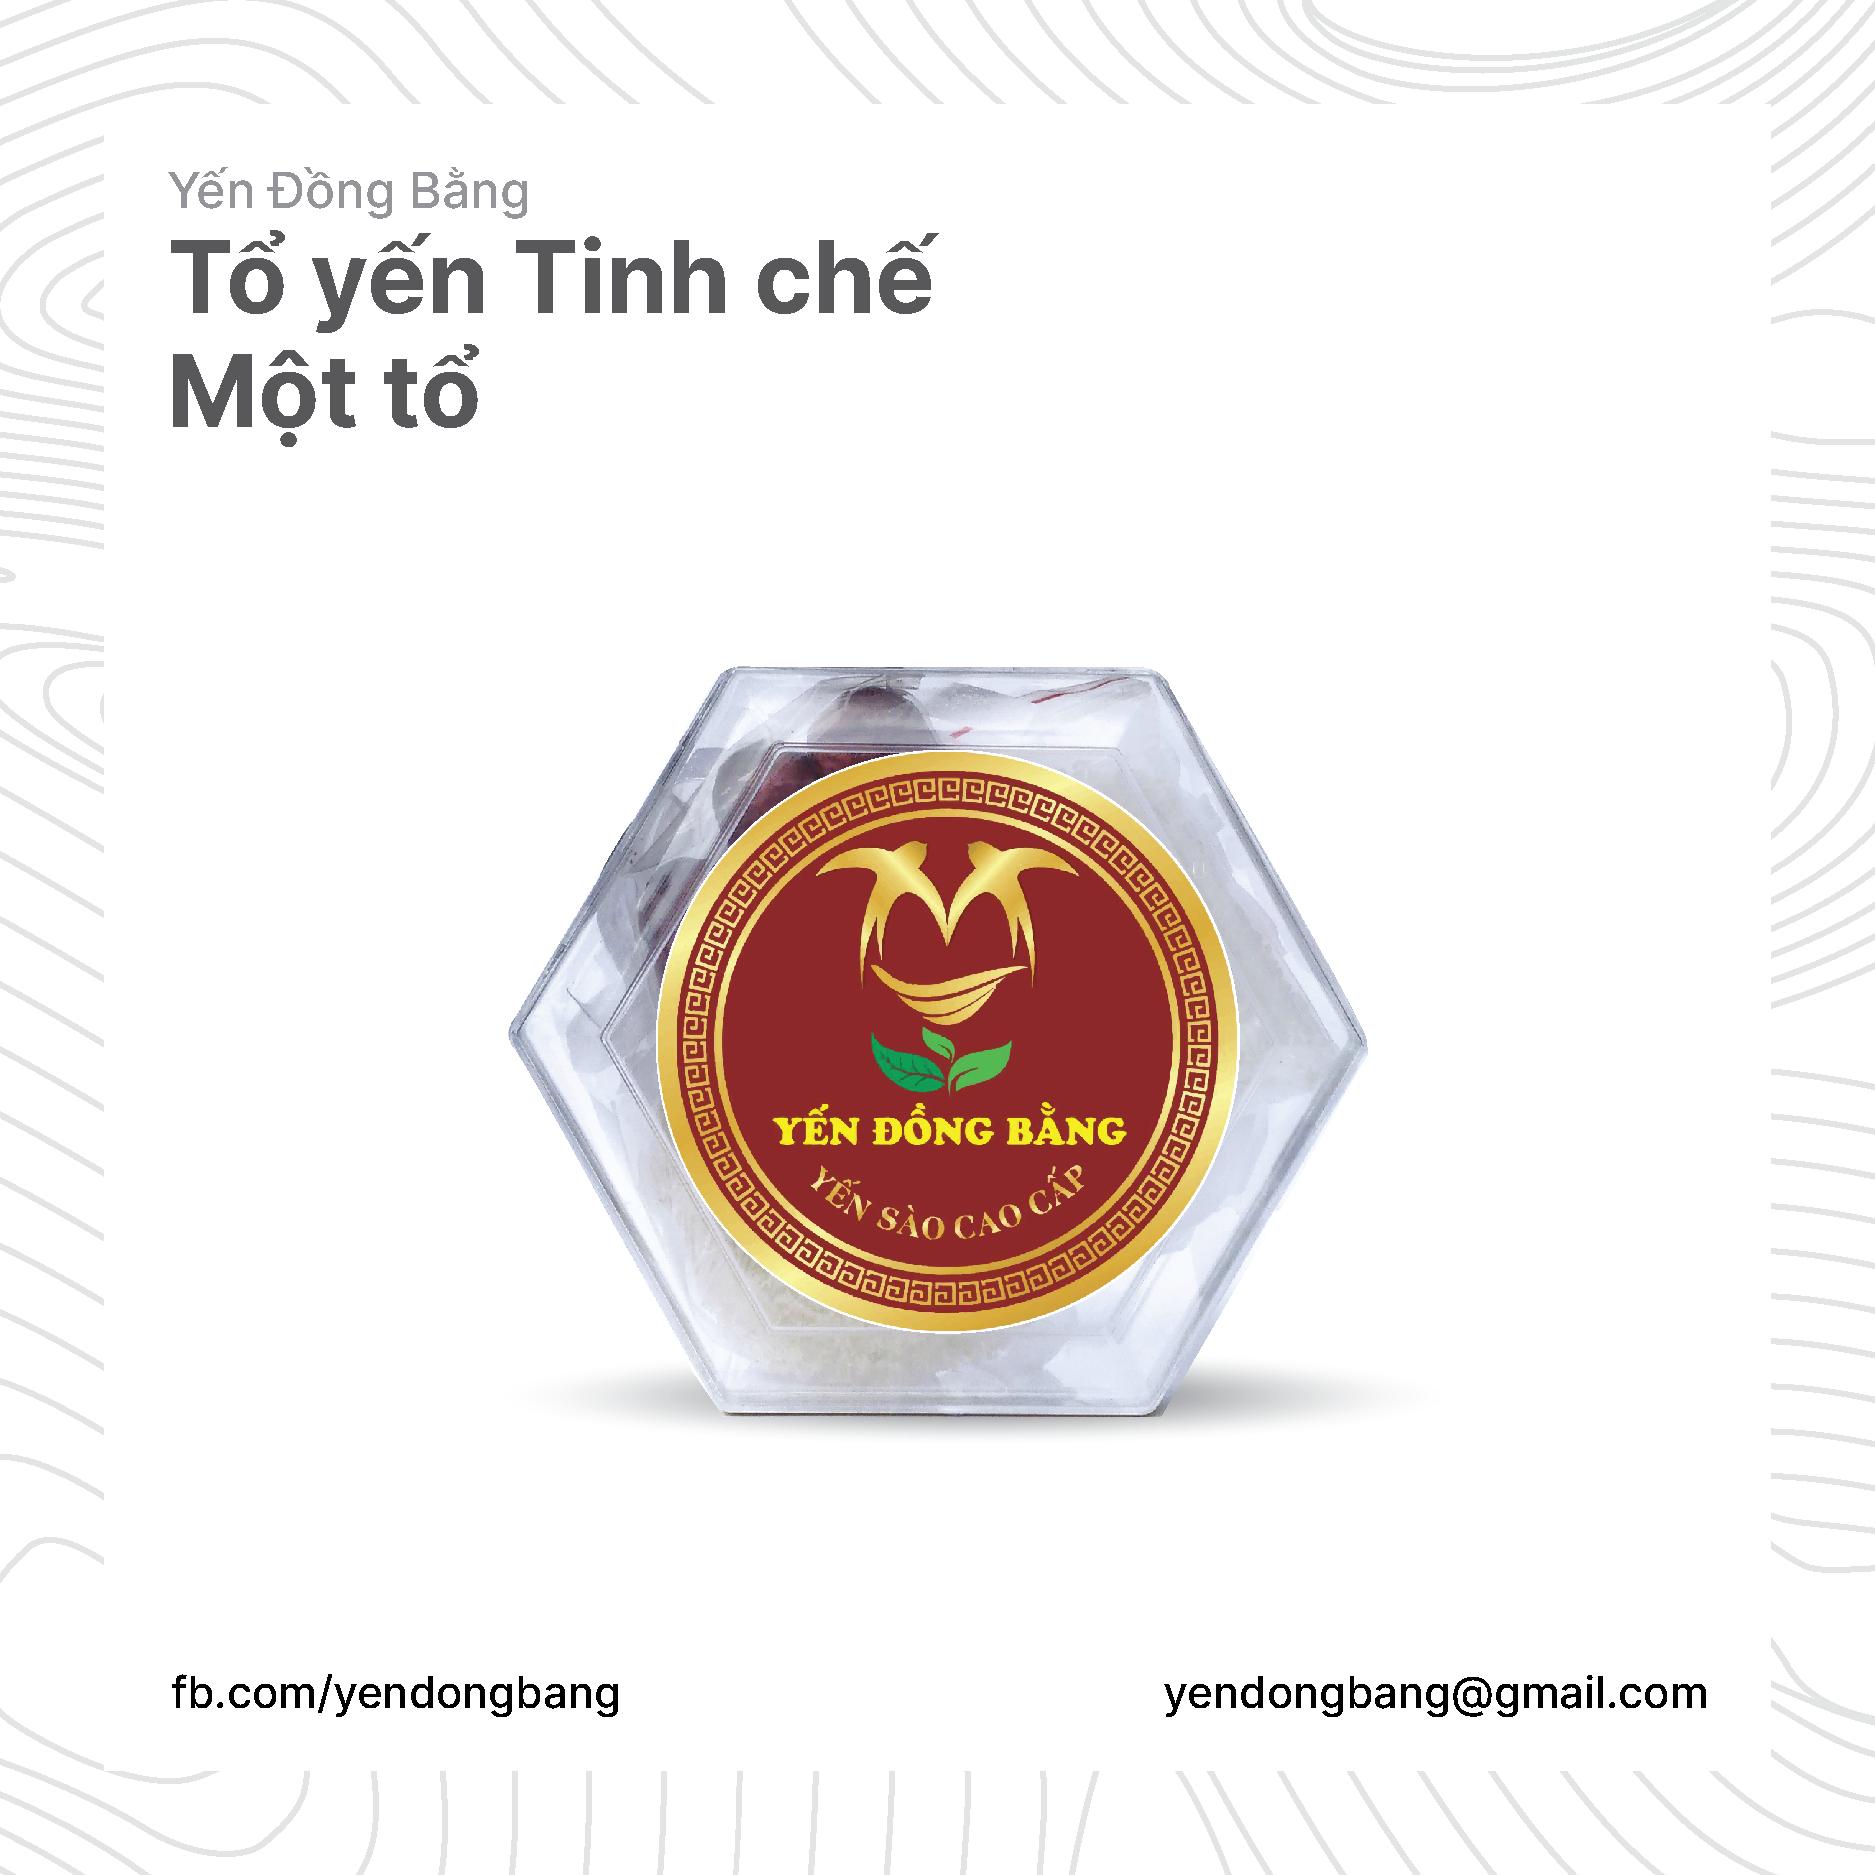 Yến Đồng Bằng
Tổ yến Tinh chế
Một tổ
YẾN ĐỒNG BẰNG
YẾN SÀO CAO CẤP
fb.com/yendongbang
yendongbang@gmail.com